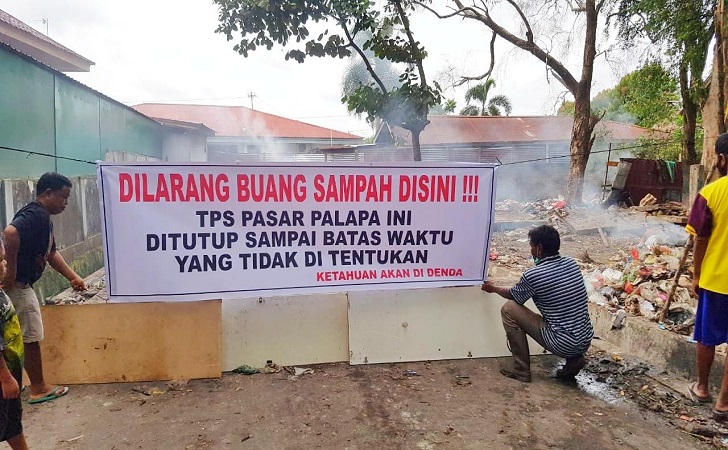 DILARANG BUANG SAMPAH DISINI !!!
TPS PASAR PALAPA INI
DITUTUP SAMPAI BATAS WAKTU
YANG TIDAK DI TENTUKAN
KETAHUAN AKAN DI DENDA